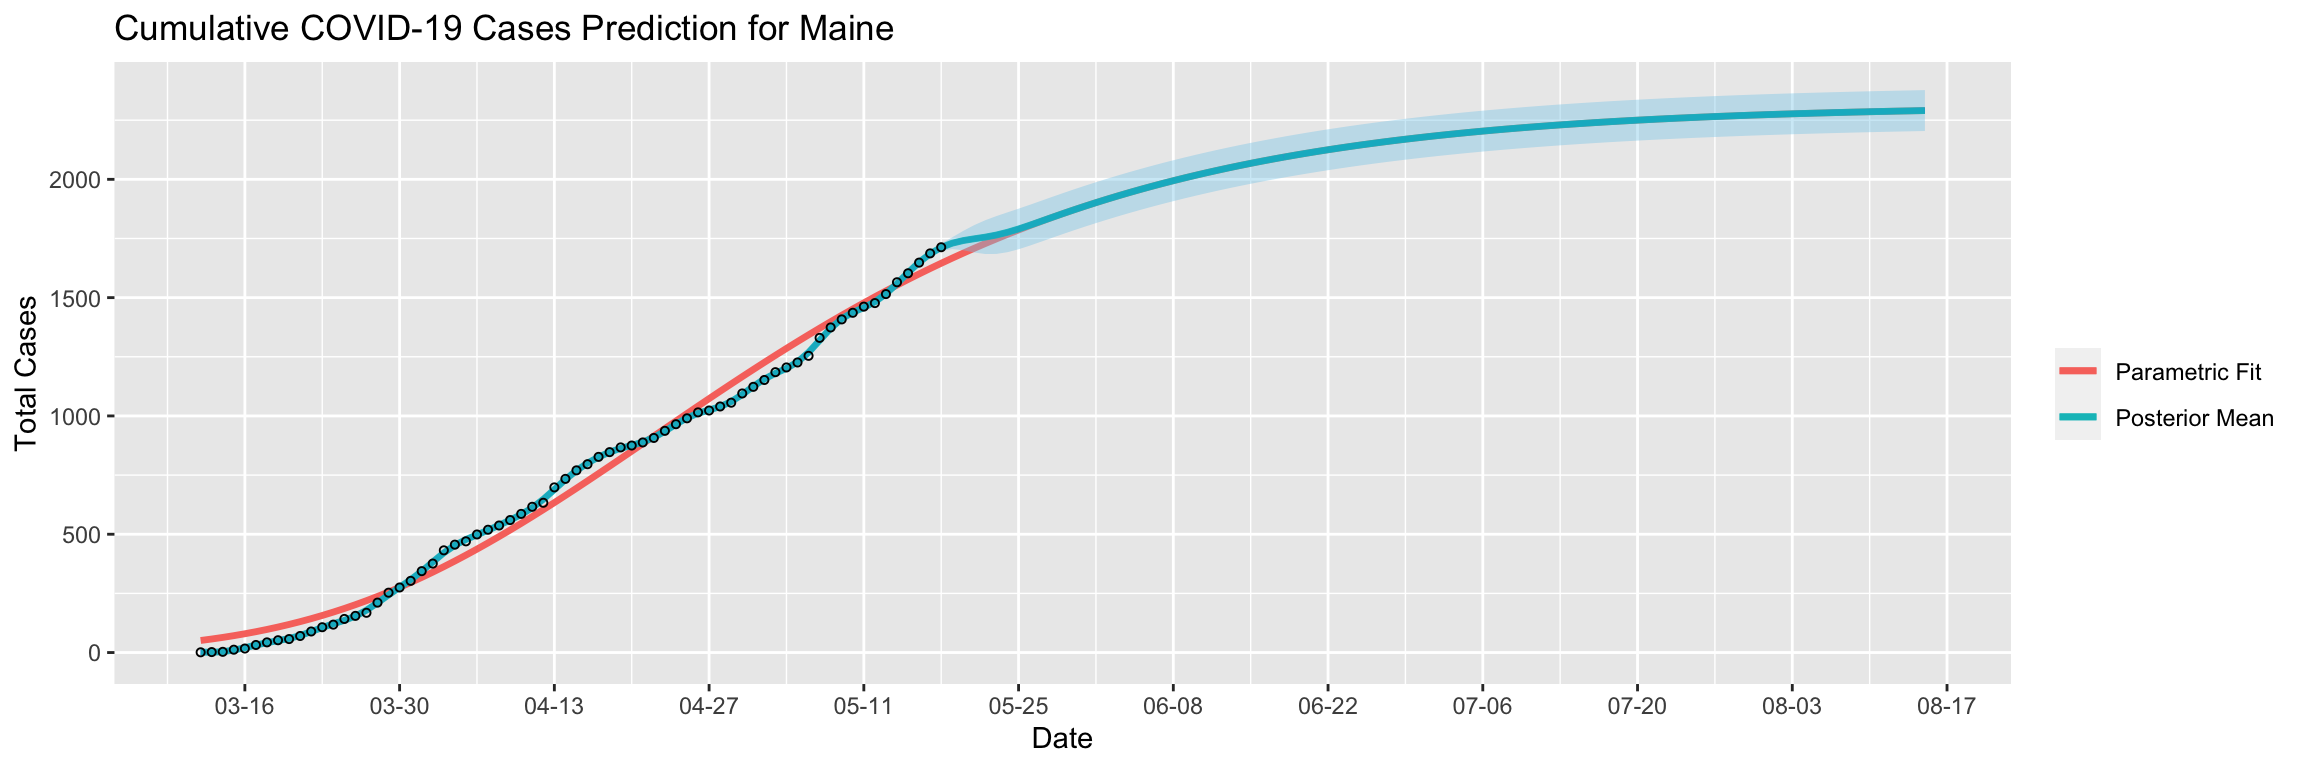 Cumulative COVID-19 Cases Prediction for Maine
Total Cases
2000
1500
1000
500
0
03-16 03-30 04-13 04-27 05-11 05-25 06-08 06-22 07-06 07-20 08-03 08-17
Date
Parametric Fit
Posterior Mean